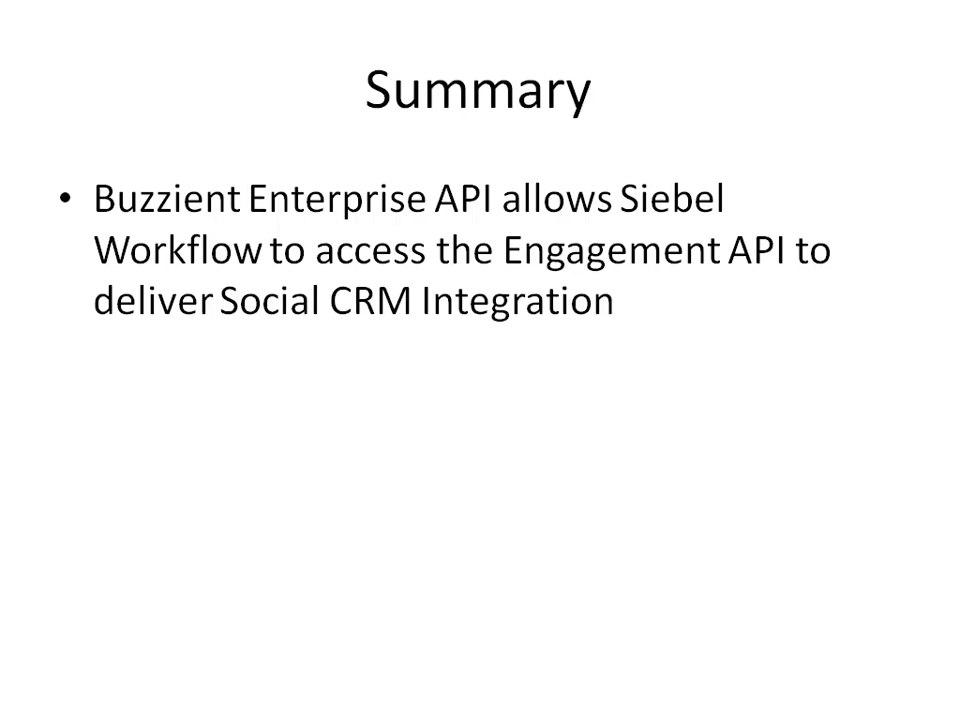 Summary
• Buzzient Enterprise API allows Siebel
Workflow to access the Engagement API to
deliver Social CRM Integration